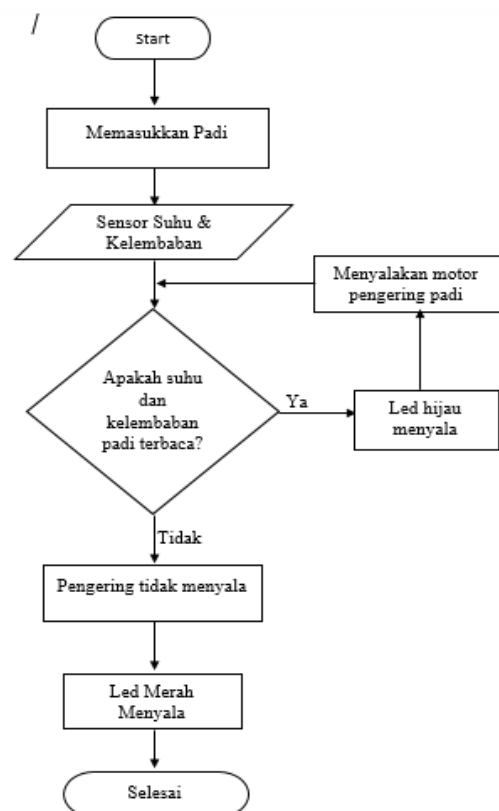 /
Start
Memasukkan Padi
Sensor Suhu &
Kelembaban
Menyalakan motor
pengering padi
Apakah suhu
dan
kelembaban
padi terbaca?
Ya
Led hijau
menyala
Tidak
Pengering tidak menyala
Led Merah
Menyala
Selesai